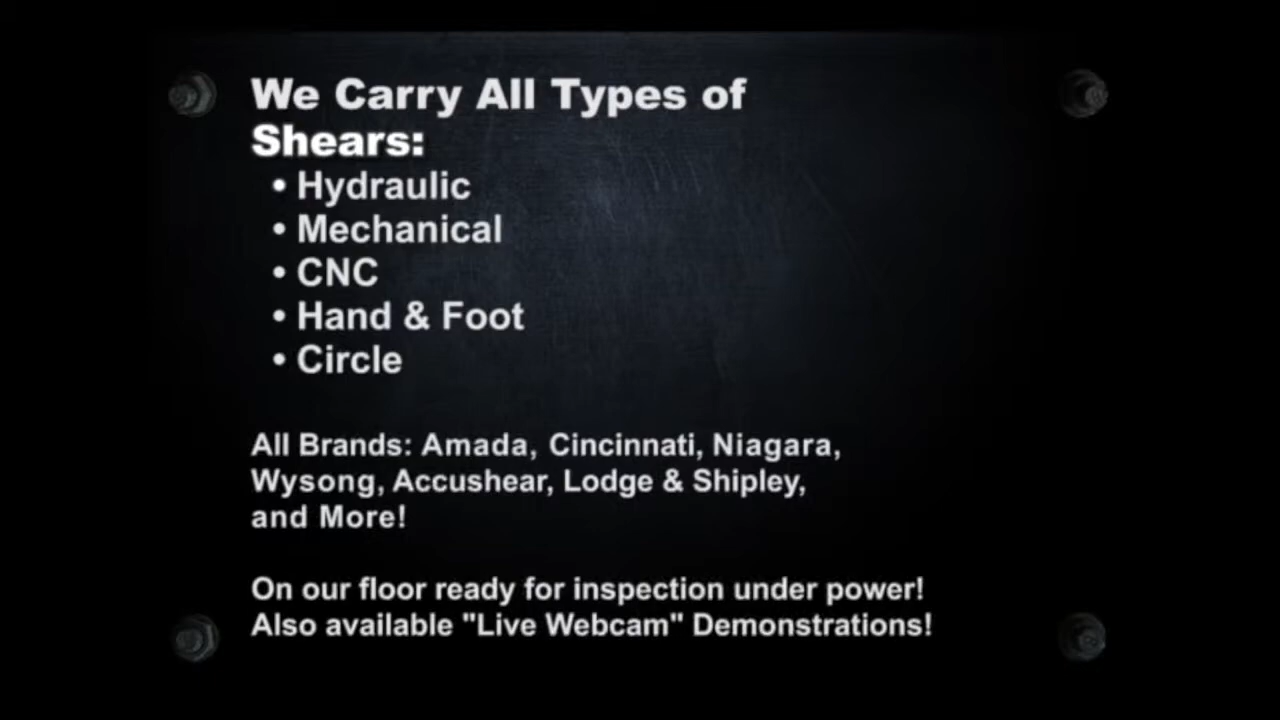 We Carry All Types of
Shears:
• Hydraulic
• Mechanical
• CNC
• Hand & Foot
• Circle
All Brands: Amada, Cincinnati, Niagara,
Wysong, Accushear, Lodge & Shipley,
and More!
On our floor ready for inspection under power!
Also available "Live Webcam" Demonstrations!